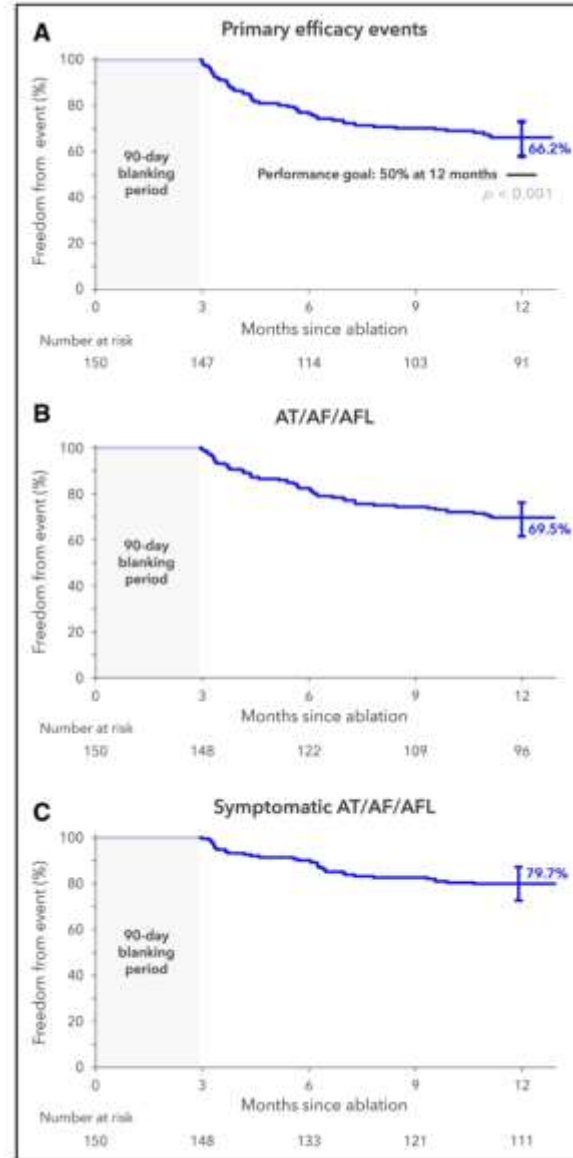 A
Primary efficacy events
Freedom from event (%)
100
80
60
40
20
0
90-day
blanking
period
66.2%
Performance goal: 50% at 12 months
p < 0.001
0 3 6 9 12
Months since ablation
Number at risk
150 147 114 103 91
B
AT/AF/AFL
Freedom from event (%)
100
80
60
40
20
0
90-day
blanking
period
69.5%
0 3 6 9 12
Months since ablation
Number at risk
150 148 122 109 96
C
Symptomatic AT/AF/AFL
Freedom from event (%)
100
80
60
40
20
0
90-day
blanking
period
79.7%
0 3 6 9 12
Months since ablation
Number at risk
150 148 133 121 111